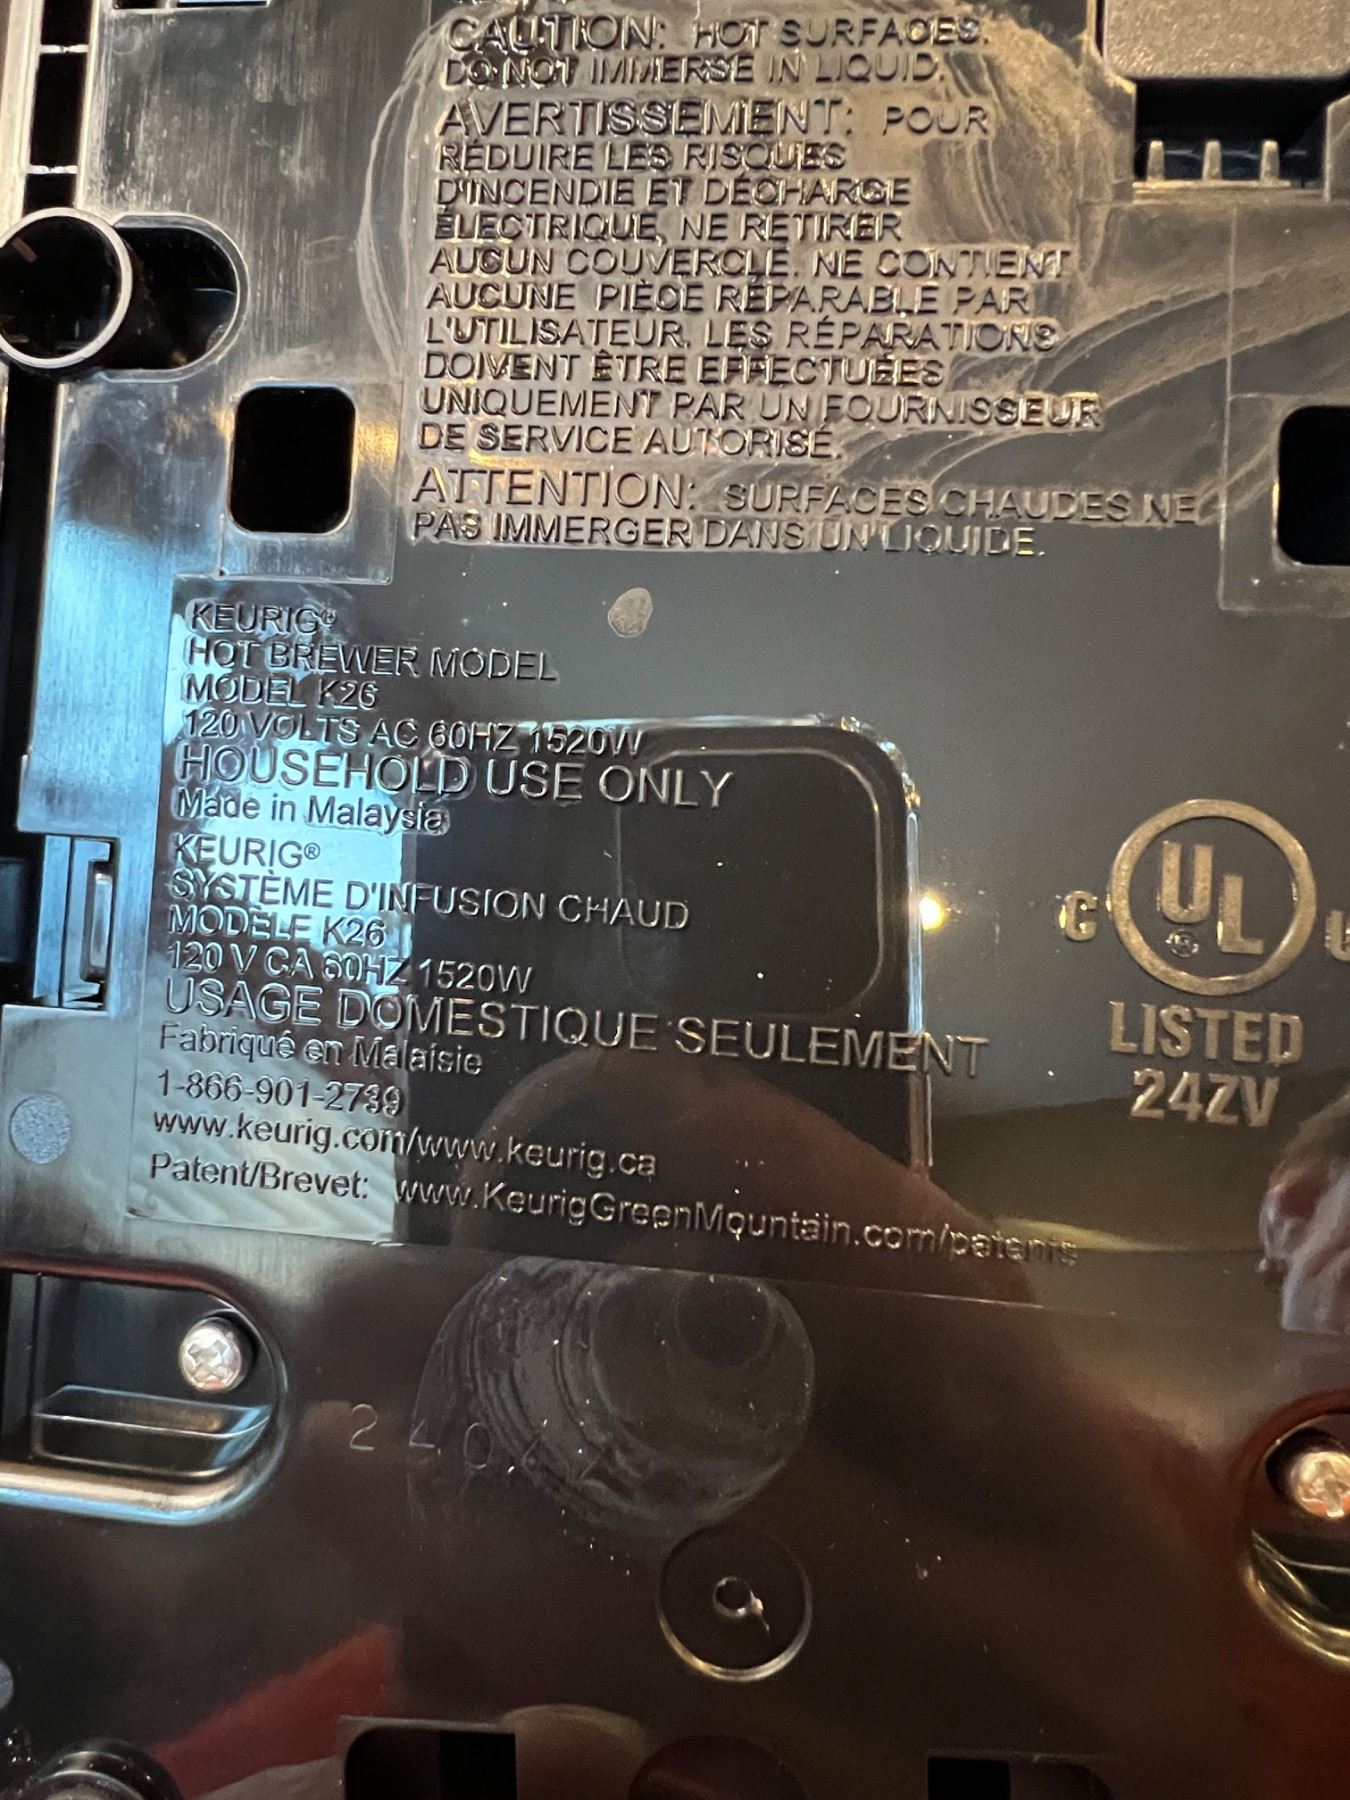 CAUTION: HOT SURFACES.
DO NOT IMMERSE IN LIQUID.
AVERTISSEMENT: POUR
RÉDUIRE LES RISQUES
D'INCENDIE ET DÉCHARGE
ÉLECTRIQUE, NE RETIRER
AUCUN COUVERCLE. NE CONTIENT
AUCUNE PIÈCE RÉPARABLE PAR
L'UTILISATEUR. LES RÉPARATIONS
DOIVENT ÊTRE EFFECTUÉES
UNIQUEMENT PAR UN FOURNISSEUR
DE SERVICE AUTORISÉ.
ATTENTION: SURFACES CHAUDES NE
PAS IMMERGER DANS UN LIQUIDE.
KEURIG®
HOT BREWER MODEL
MODEL K26
120 VOLTS AC 60HZ 1520W
HOUSEHOLD USE ONLY
Made in Malaysia
KEURIG®
SYSTÈME D'INFUSION CHAUD
MODÈLE K26
120 V CA 60HZ 1520W
USAGE DOMESTIQUE SEULEMENT
Fabriqué en Malaisie
1-866-901-2739
www.keurig.com/www.keurig.ca
Patent/Brevet: www.KeurigGreenMountain.com/patents
C UL
LISTED
24ZV